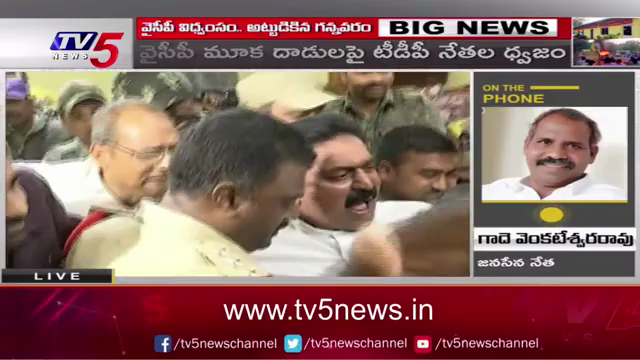 వైసీపీ విధ్వంసం.. అట్టుడికిన గన్నవరం BIG NEWS
TV5 NEWS
వైసీపీ మూక దాడులపై టీడీపీ నేతల ధ్వజం
ON THE PHONE
గాదె వెంకటేశ్వరరావు
జనసేన నేత
LIVE
www.tv5news.in
/tv5newschannel /tv5newschannel /tv5newschannel